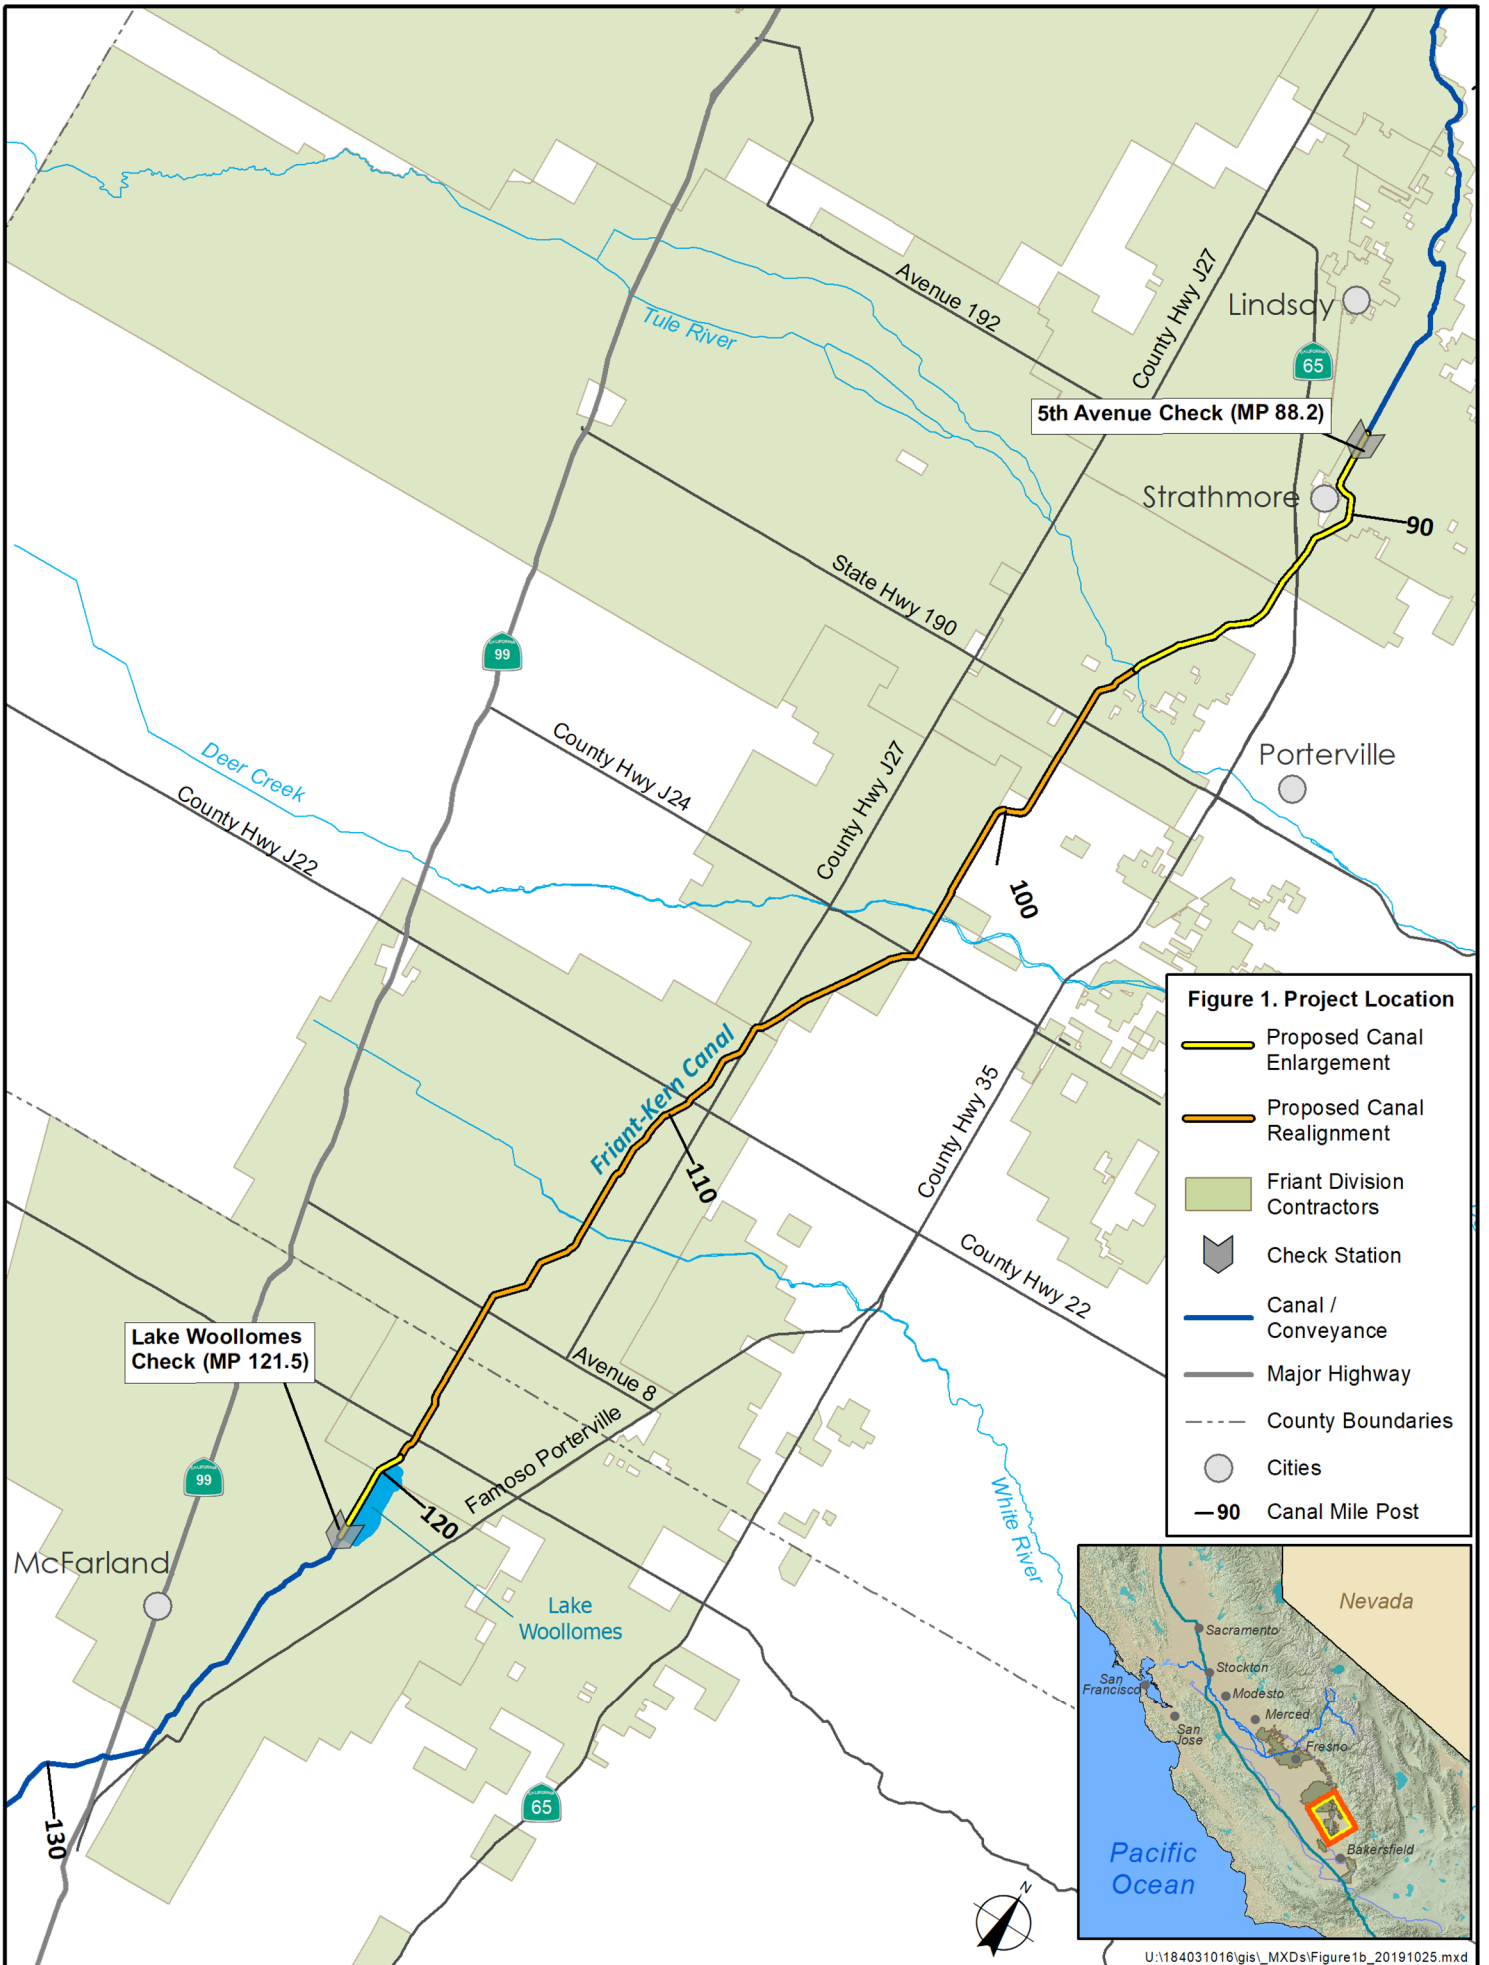 Avenue 192
County Hwy J27
Tule River
Lindsay
CALIFORNIA
65
5th Avenue Check (MP 88.2)
Strathmore
90
State Hwy 190
CALIFORNIA
99
Porterville
County Hwy J24
County Hwy J27
Deer Creek
County Hwy J22
100
Friant-Kern Canal
110
County Hwy 35
County Hwy 22
Lake Woollomes
Check (MP 121.5)
Avenue 8
Famoso Porterville
CALIFORNIA
99
120
White River
McFarland
Lake
Woollomes
CALIFORNIA
65
130
N
Figure 1. Project Location
Proposed Canal
Enlargement
Proposed Canal
Realignment
Friant Division
Contractors
Check Station
Canal /
Conveyance
Major Highway
County Boundaries
Cities
90
Canal Mile Post
Nevada
Sacramento
Stockton
San
Francisco
Modesto
Merced
San
Jose
Fresno
Bakersfield
Pacific
Ocean
U:\184031016\gis\_MXDs\Figure1b_20191025.mxd